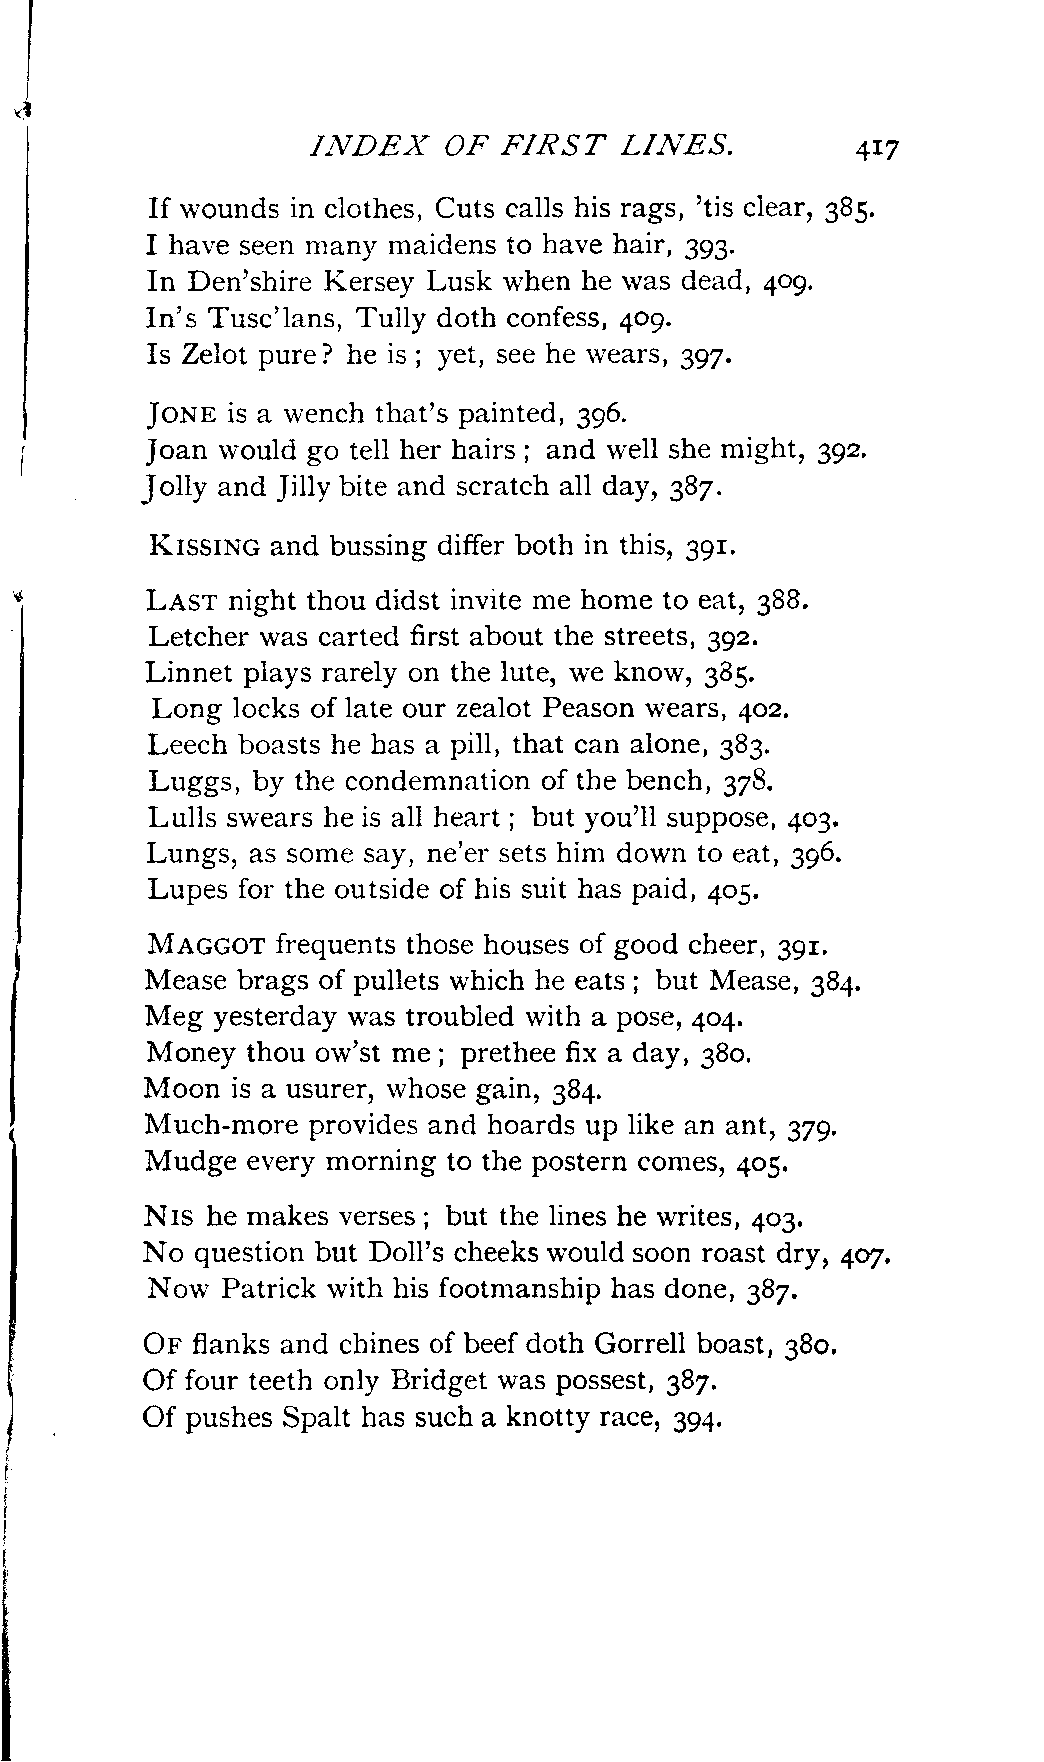 INDEX OF FIRST LINES. 417
If wounds in clothes, Cuts calls his rags, 'tis clear, 385.
I have seen many maidens to have hair, 393.
In Den'shire Kersey Lusk when he was dead, 409.
In's Tusc'lans, Tully doth confess, 409.
Is Zelot pure? he is; yet, see he wears, 397.
JONE is a wench that's painted, 396.
Joan would go tell her hairs; and well she might, 392.
Jolly and Jilly bite and scratch all day, 387.
KISSING and bussing differ both in this, 391.
LAST night thou didst invite me home to eat, 388.
Letcher was carted first about the streets, 392.
Linnet plays rarely on the lute, we know, 385.
Long locks of late our zealot Peason wears, 402.
Leech boasts he has a pill, that can alone, 383.
Luggs, by the condemnation of the bench, 378.
Lulls swears he is all heart; but you'll suppose, 403.
Lungs, as some say, ne'er sets him down to eat, 396.
Lupes for the outside of his suit has paid, 405.
MAGGOT frequents those houses of good cheer, 391.
Mease brags of pullets which he eats; but Mease, 384.
Meg yesterday was troubled with a pose, 404.
Money thou ow'st me; prethee fix a day, 380.
Moon is a usurer, whose gain, 384.
Much-more provides and hoards up like an ant, 379.
Mudge every morning to the postern comes, 405.
NIS he makes verses; but the lines he writes, 403.
No question but Doll's cheeks would soon roast dry, 407.
Now Patrick with his footmanship has done, 387.
OF flanks and chines of beef doth Gorrell boast, 380.
Of four teeth only Bridget was possest, 387.
Of pushes Spalt has such a knotty race, 394.